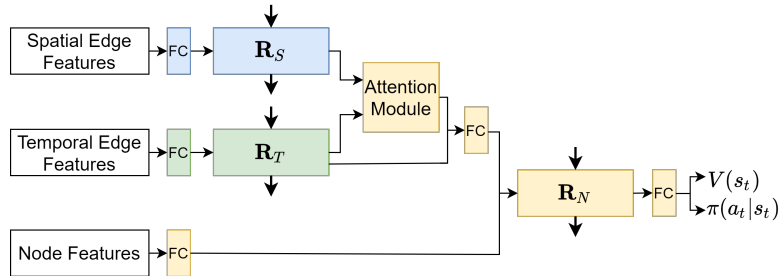 Spatial Edge
Features
FC
R_S
Attention
Module
Temporal Edge
Features
FC
R_T
FC
R_N
FC
V(s_t)
π(a_t|s_t)
Node Features
FC